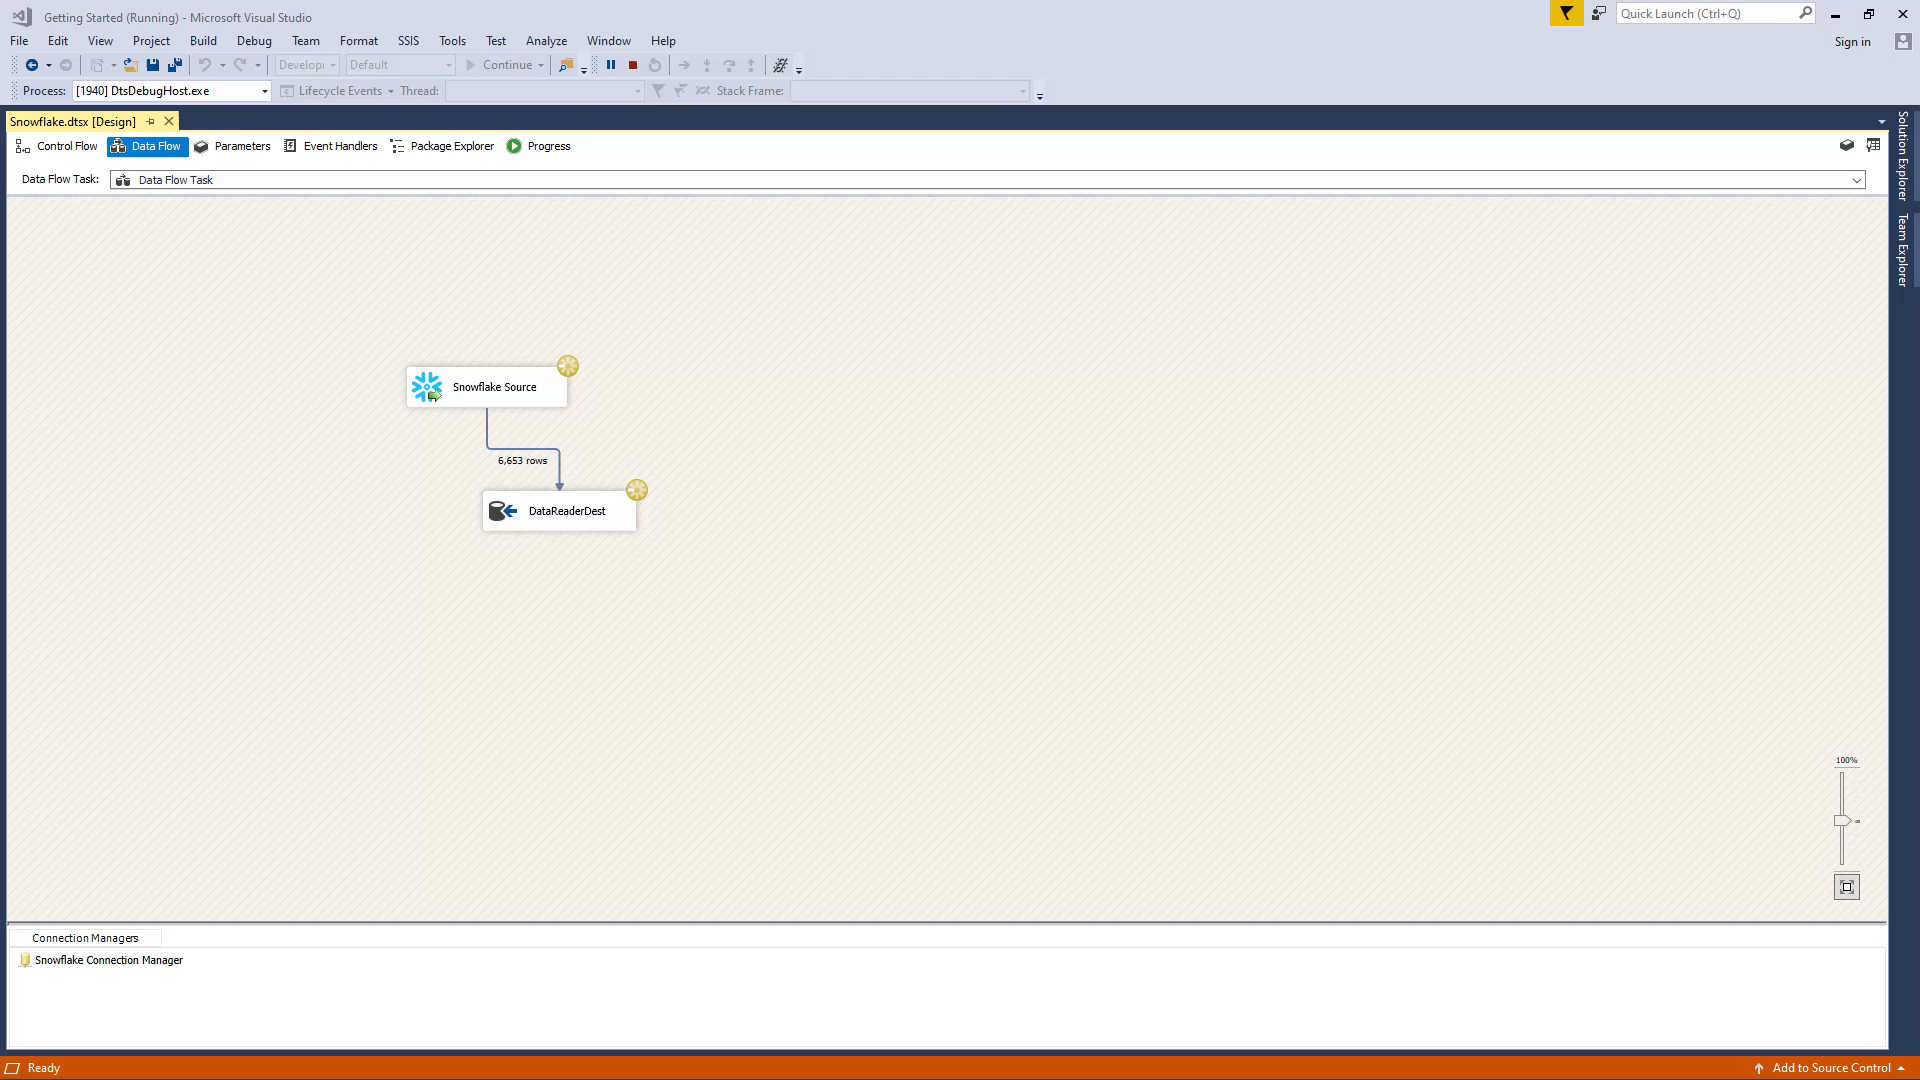 Getting Started (Running) - Microsoft Visual Studio
Quick Launch (Ctrl+Q)
File Edit View Project Build Debug Team Format SSIS Tools Test Analyze Window Help
Sign in
Developi Default Continue
Process: [1940] DtsDebugHost.exe Lifecycle Events Thread: Stack Frame:
Snowflake.dtsx [Design]
Control Flow Data Flow Parameters Event Handlers Package Explorer Progress
Data Flow Task: Data Flow Task
Solution Explorer
Team Explorer
Snowflake Source
6,653 rows
DataReaderDest
100%
Connection Managers
Snowflake Connection Manager
Ready
Add to Source Control